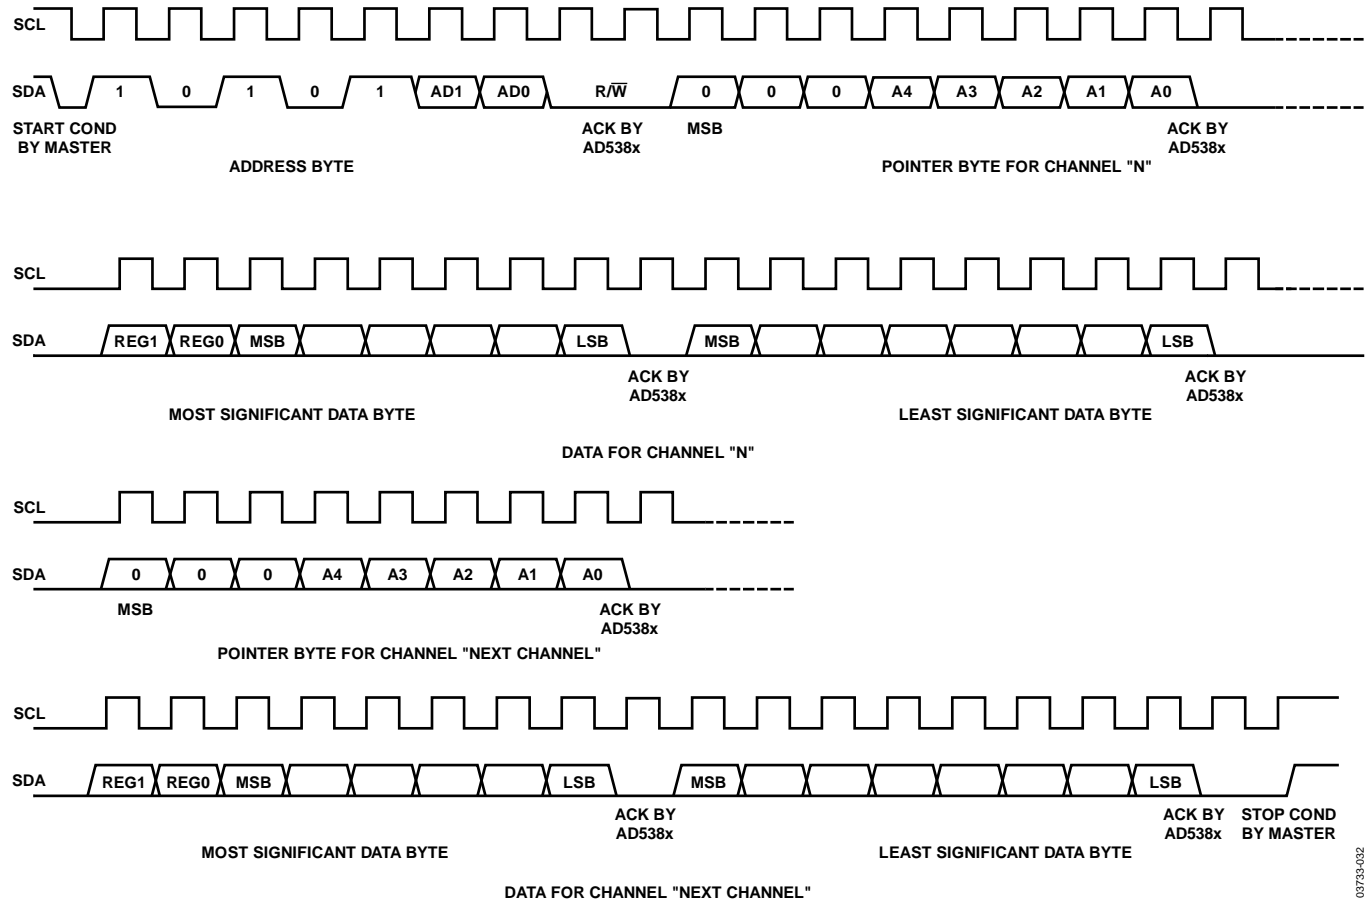 SCL
SDA 1 0 1 0 1 AD1 AD0 R/W̅ 0 0 0 A4 A3 A2 A1 A0
START COND BY MASTER
ACK BY AD538x
MSB
ACK BY AD538x
ADDRESS BYTE
POINTER BYTE FOR CHANNEL "N"
SCL
SDA REG1 REG0 MSB LSB MSB LSB
ACK BY AD538x
ACK BY AD538x
MOST SIGNIFICANT DATA BYTE
LEAST SIGNIFICANT DATA BYTE
DATA FOR CHANNEL "N"
SCL
SDA 0 0 0 A4 A3 A2 A1 A0
MSB
ACK BY AD538x
POINTER BYTE FOR CHANNEL "NEXT CHANNEL"
SCL
SDA REG1 REG0 MSB LSB MSB LSB
ACK BY AD538x
ACK BY AD538x
STOP COND BY MASTER
MOST SIGNIFICANT DATA BYTE
LEAST SIGNIFICANT DATA BYTE
DATA FOR CHANNEL "NEXT CHANNEL"
03733-032